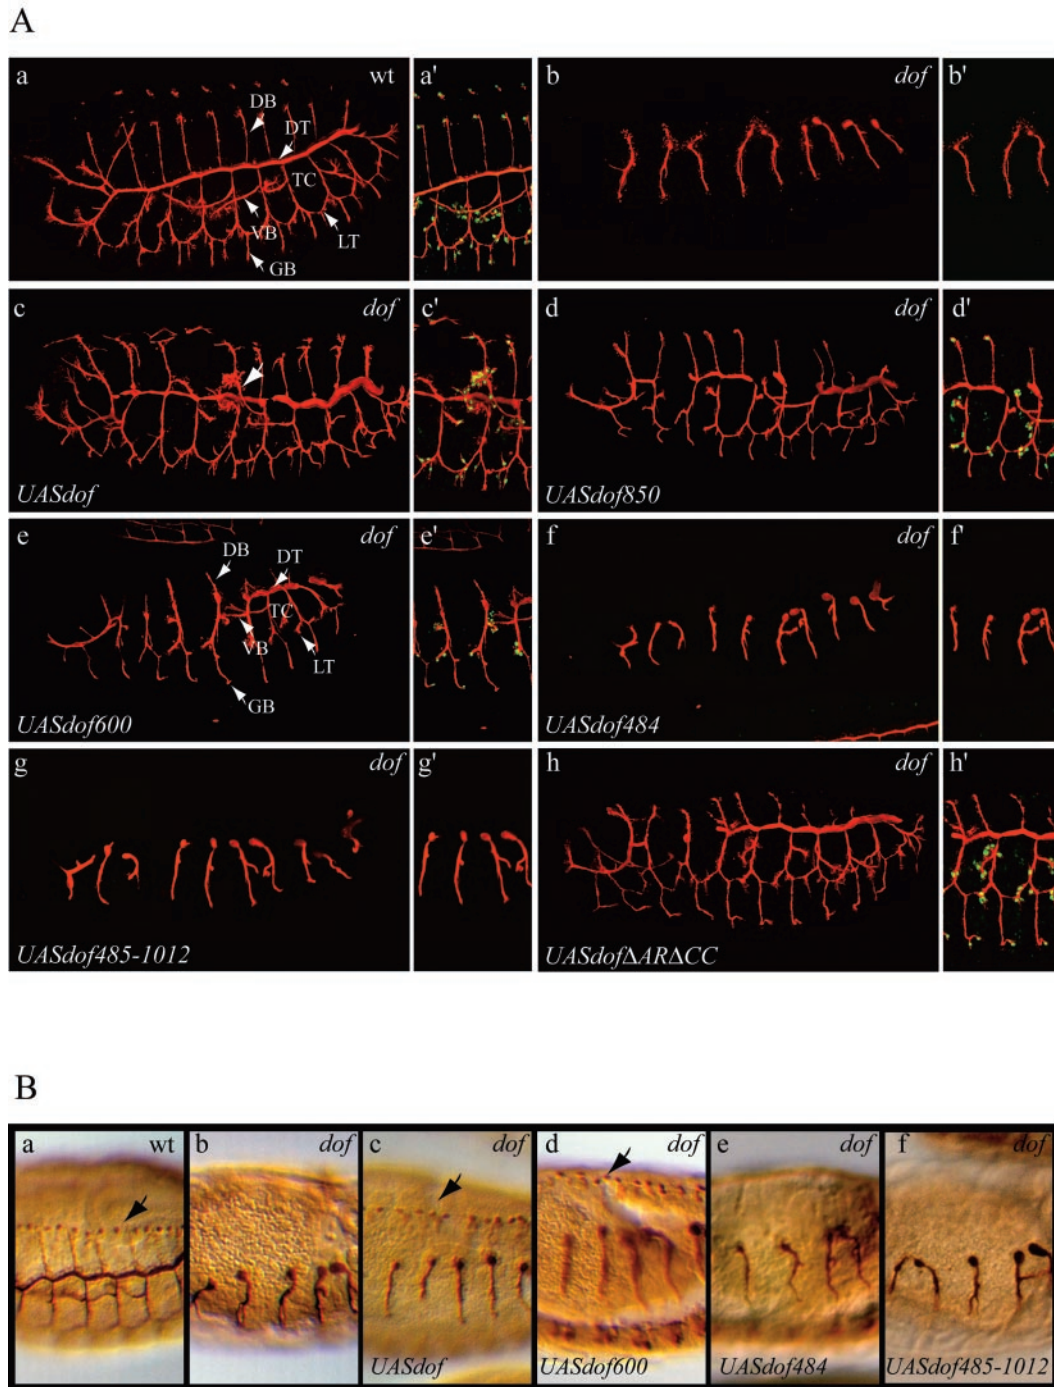 A
a wt
DB
DT
TC
VB
LT
GB
a'
b dof
b'
c dof
UASdof
c'
d dof
UASdof850
d'
e dof
DB
DT
TC
VB
LT
GB
UASdof600
e'
f dof
UASdof484
f'
g dof
UASdof485-1012
g'
h dof
UASdofΔARΔCC
h'
B
a wt
b dof
c dof
UASdof
d dof
UASdof600
e dof
UASdof484
f dof
UASdof485-1012